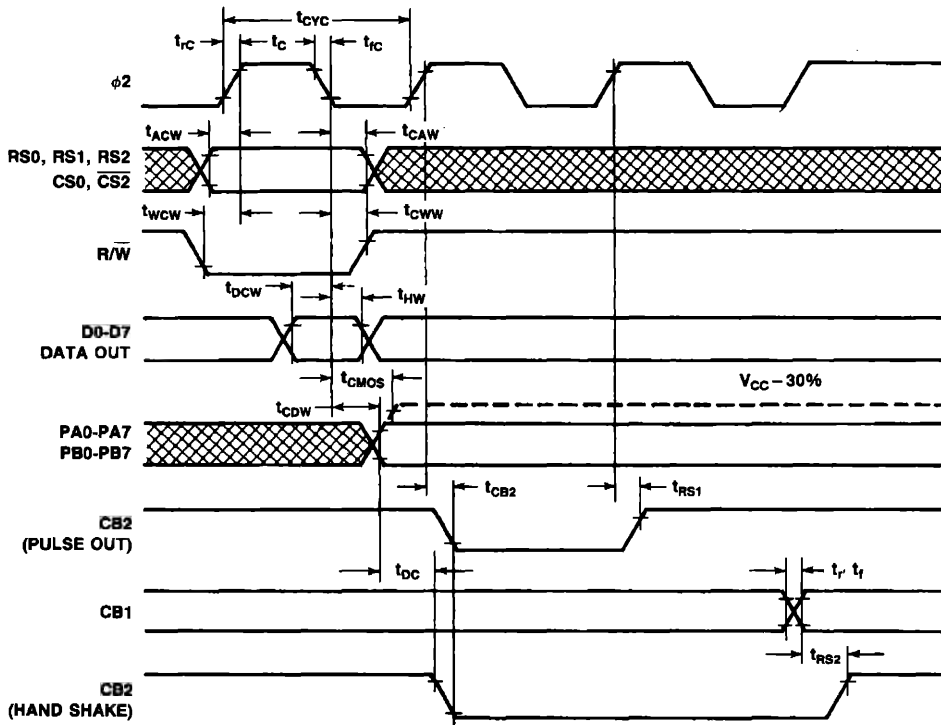 tCYC
trC
tC
tfC
ϕ2
tACW
tCAW
RS0, RS1, RS2
CS0, C̅S̅2̅
tWCW
tCWW
R/W̅
tDCW
tHW
D0-D7
DATA OUT
tCMOS
VCC – 30%
tCDW
PA0-PA7
PB0-PB7
tCB2
tRS1
CB2
(PULSE OUT)
tDC
tr, tf
CB1
tRS2
CB2
(HAND SHAKE)